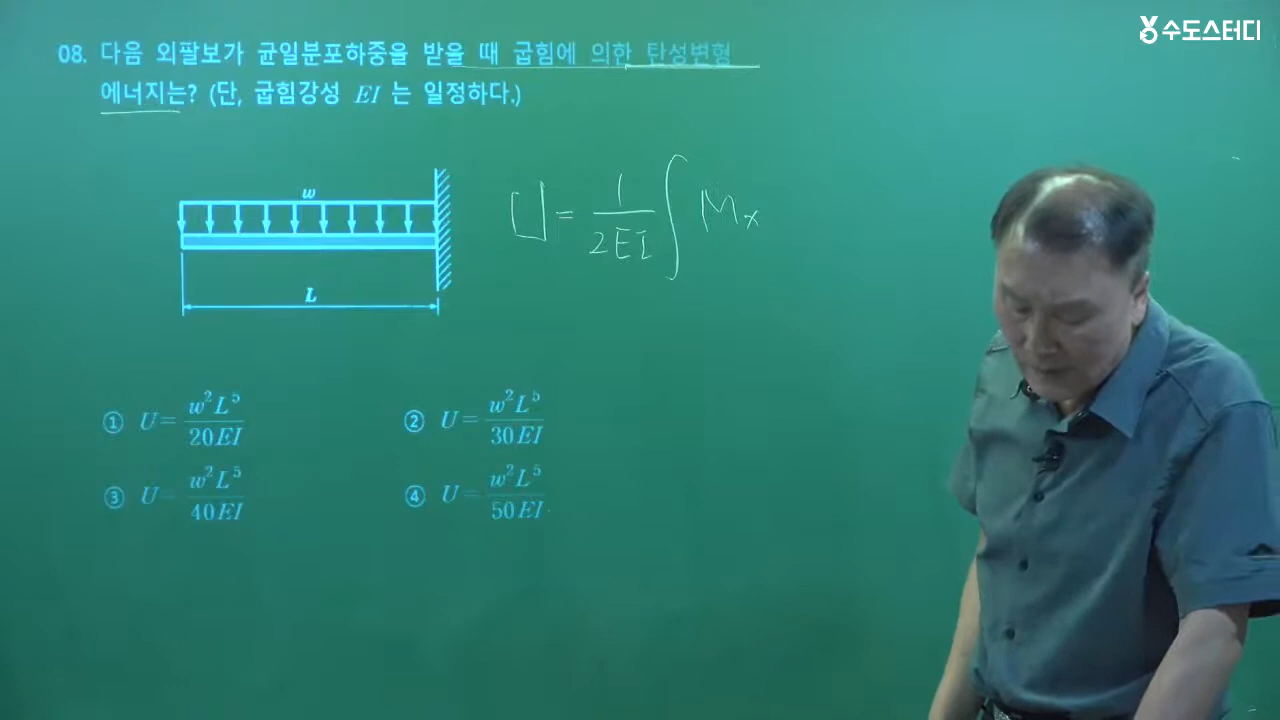 수도스터디
08. 다음 외팔보가 균일분포하중을 받을 때 굽힘에 의한 탄성변형
에너지는? (단, 굽힘강성 EI 는 일정하다.)
w
L
U = 1/2EI ∫ Mx
① U = w²L⁵/20EI ② U = w²L⁵/30EI
③ U = w²L⁵/40EI ④ U = w²L⁵/50EI